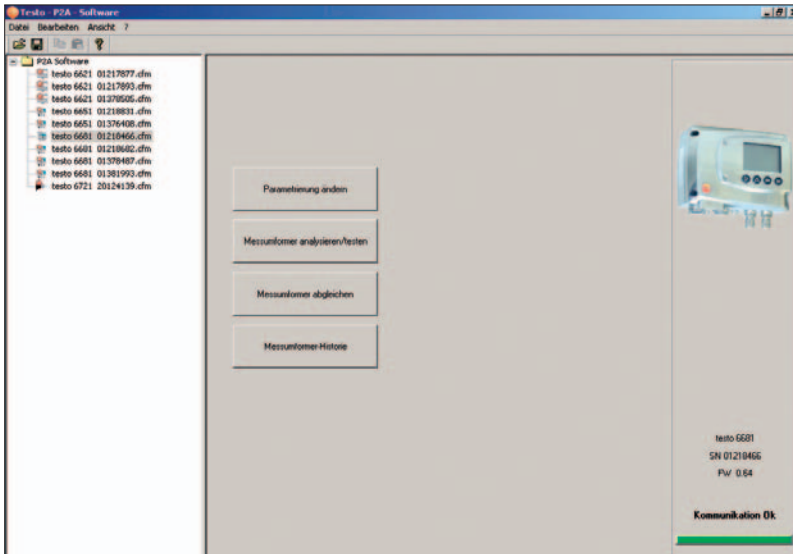 Testo - P2A - Software
Datei Bearbeiten Ansicht ?
P2A Software
testo 6621 01217877.cfm
testo 6621 01217893.cfm
testo 6621 01378505.cfm
testo 6651 01218831.cfm
testo 6651 01376408.cfm
testo 6681 01218466.cfm
testo 6681 01218682.cfm
testo 6681 01378487.cfm
testo 6681 01381993.cfm
testo 6721 20124139.cfm
Parametrierung ändern
Messumformer analysieren/testen
Messumformer abgleichen
Messumformer-Historie
testo 6681
SN 01218466
FW 0.64
Kommunikation Ok